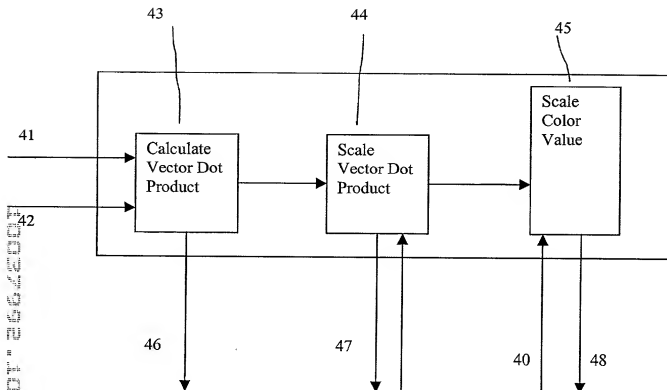 43
44
45
41
42
Calculate
Vector Dot
Product
Scale
Vector Dot
Product
Scale
Color
Value
46
47
40
48